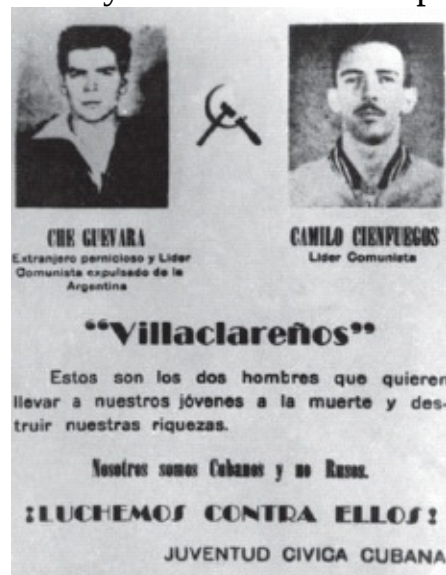 CHE GUEVARA
Extranjero pernicioso y Lider
Comunista expulsado de la
Argentina
CAMILO CIENFUEGOS
Lider Comunista
“Villaclareños”
Estos son los dos hombres que quieren
llevar a nuestros jóvenes a la muerte y des-
truir nuestras riquezas.
Nosotros somos Cubanos y no Rusos.
¡LUCHEMOS CONTRA ELLOS!
JUVENTUD CIVICA CUBANA